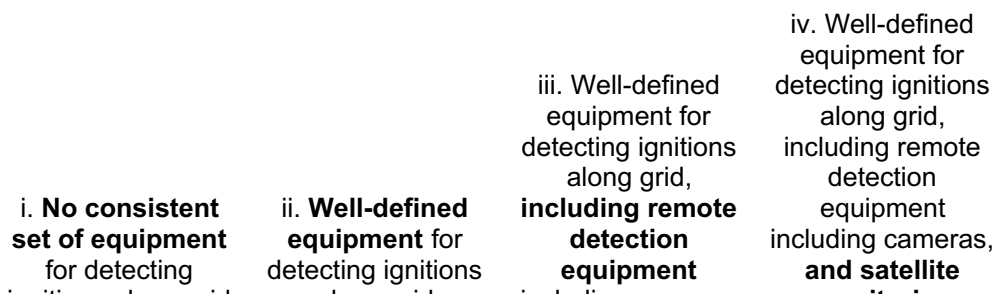 i. No consistent
set of equipment
for detecting
ii. Well-defined
equipment for
detecting ignitions
iii. Well-defined
equipment for
detecting ignitions
along grid,
including remote
detection
equipment
iv. Well-defined
equipment for
detecting ignitions
along grid,
including remote
detection
equipment
including cameras,
and satellite